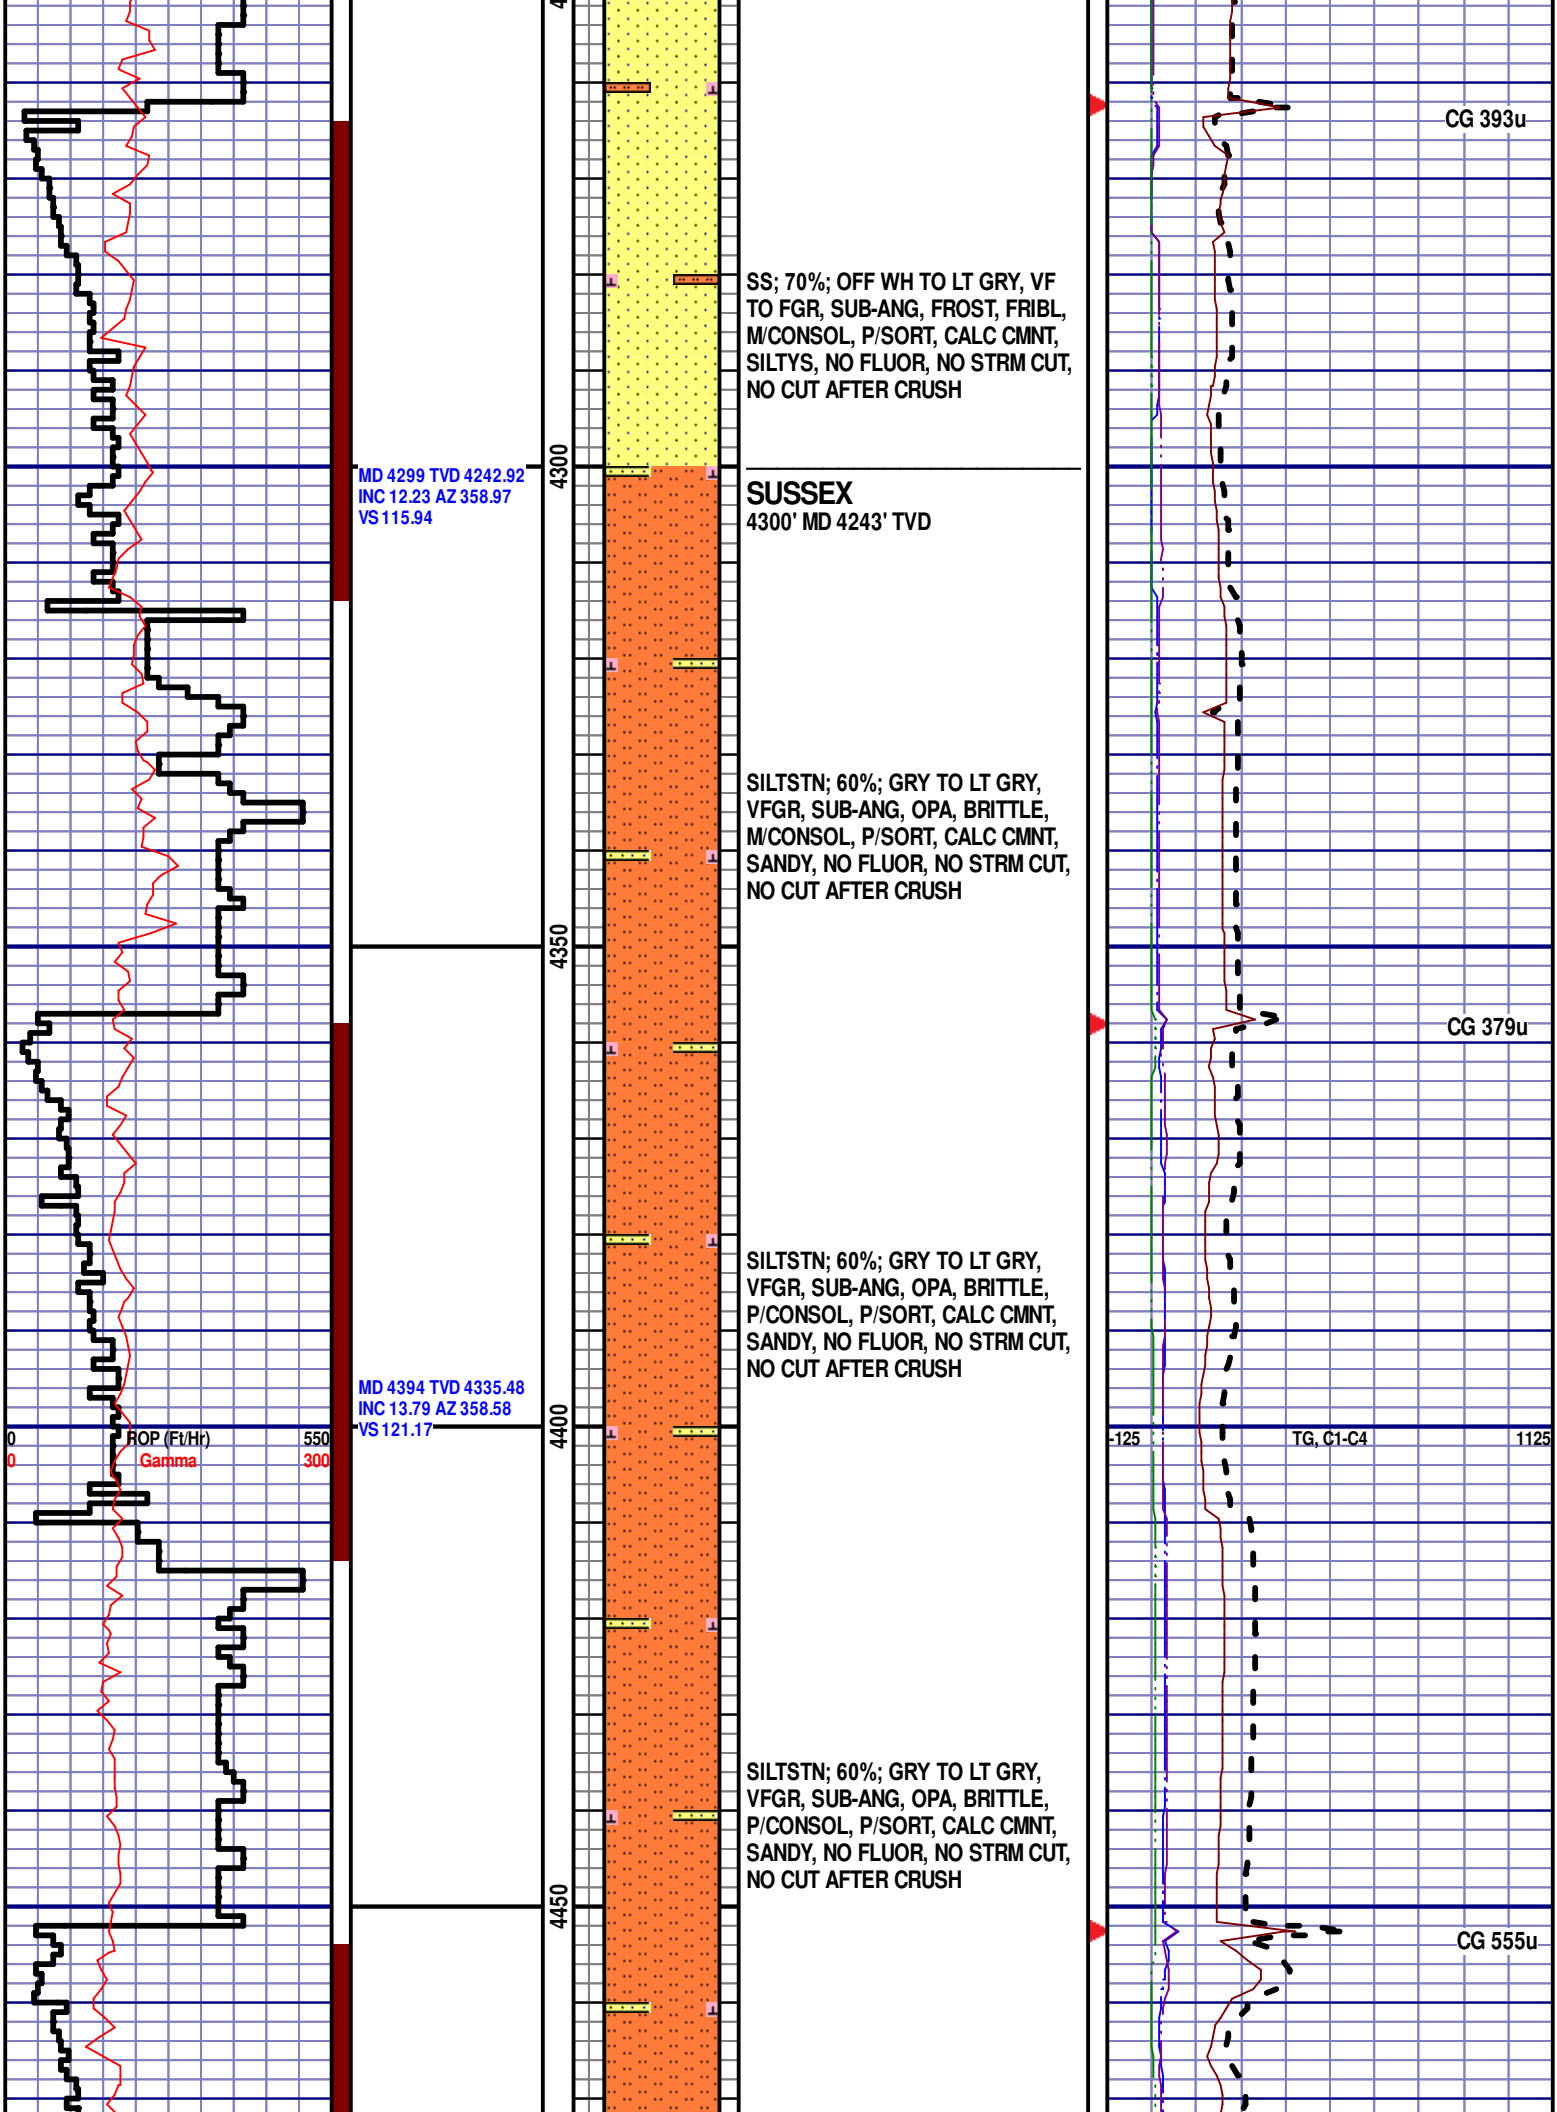 CG 393u
SS; 70%; OFF WH TO LT GRY, VF
TO FGR, SUB-ANG, FROST, FRIBL,
M/CONSOL, P/SORT, CALC CMNT,
SILTYS, NO FLUOR, NO STRM CUT,
NO CUT AFTER CRUSH
4300
MD 4299 TVD 4242.92
INC 12.23 AZ 358.97
VS 115.94
SUSSEX
4300' MD 4243' TVD
SILTSTN; 60%; GRY TO LT GRY,
VFGR, SUB-ANG, OPA, BRITTLE,
M/CONSOL, P/SORT, CALC CMNT,
SANDY, NO FLUOR, NO STRM CUT,
NO CUT AFTER CRUSH
4350
CG 379u
SILTSTN; 60%; GRY TO LT GRY,
VFGR, SUB-ANG, OPA, BRITTLE,
P/CONSOL, P/SORT, CALC CMNT,
SANDY, NO FLUOR, NO STRM CUT,
NO CUT AFTER CRUSH
MD 4394 TVD 4335.48
INC 13.79 AZ 358.58
VS 121.17
4400
0 ROP (Ft/Hr) 550
0 Gamma 300
-125 TG, C1-C4 1125
SILTSTN; 60%; GRY TO LT GRY,
VFGR, SUB-ANG, OPA, BRITTLE,
P/CONSOL, P/SORT, CALC CMNT,
SANDY, NO FLUOR, NO STRM CUT,
NO CUT AFTER CRUSH
4450
CG 555u